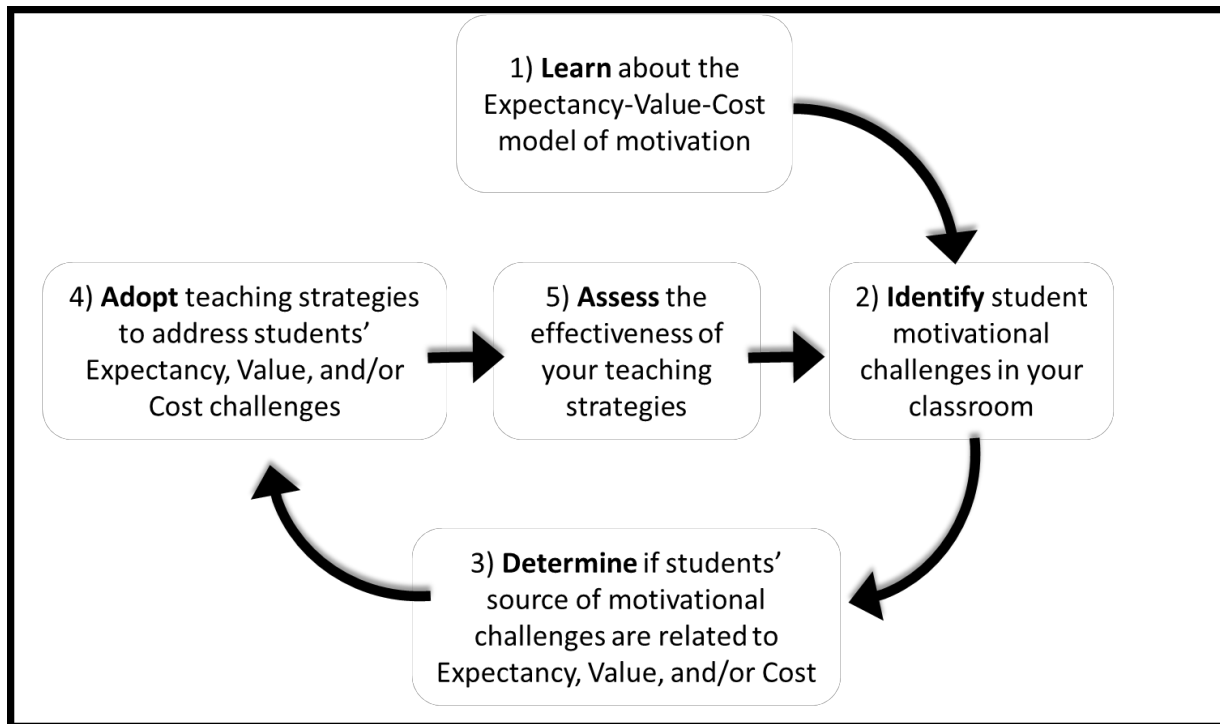 1) Learn about the
Expectancy-Value-Cost
model of motivation
2) Identify student
motivational
challenges in your
classroom
3) Determine if students’
source of motivational
challenges are related to
Expectancy, Value, and/or Cost
4) Adopt teaching strategies
to address students’
Expectancy, Value, and/or
Cost challenges
5) Assess the
effectiveness of
your teaching
strategies